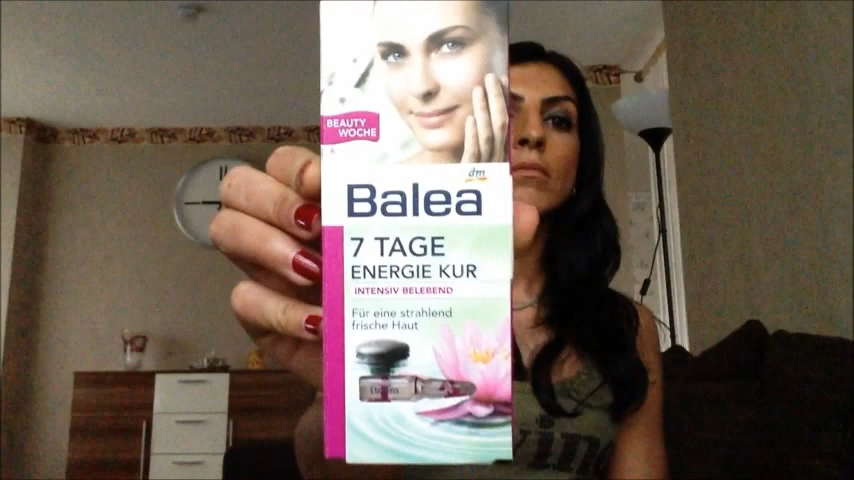 BEAUTY
WOCHE
dm
Balea
7 TAGE
ENERGIE KUR
INTENSIV BELEBEND
Für eine strahlend
frische Haut